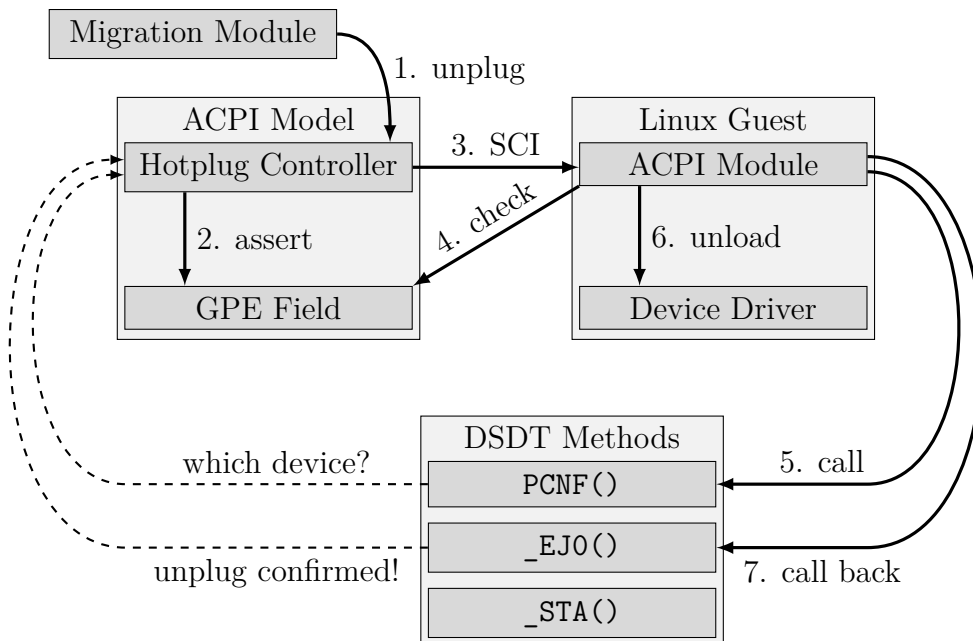 Migration Module
1. unplug
ACPI Model
Linux Guest
Hotplug Controller
3. SCI
ACPI Module
2. assert
4. check
6. unload
GPE Field
Device Driver
DSDT Methods
which device?
PCNF()
5. call
_EJ0()
unplug confirmed!
7. call back
_STA()